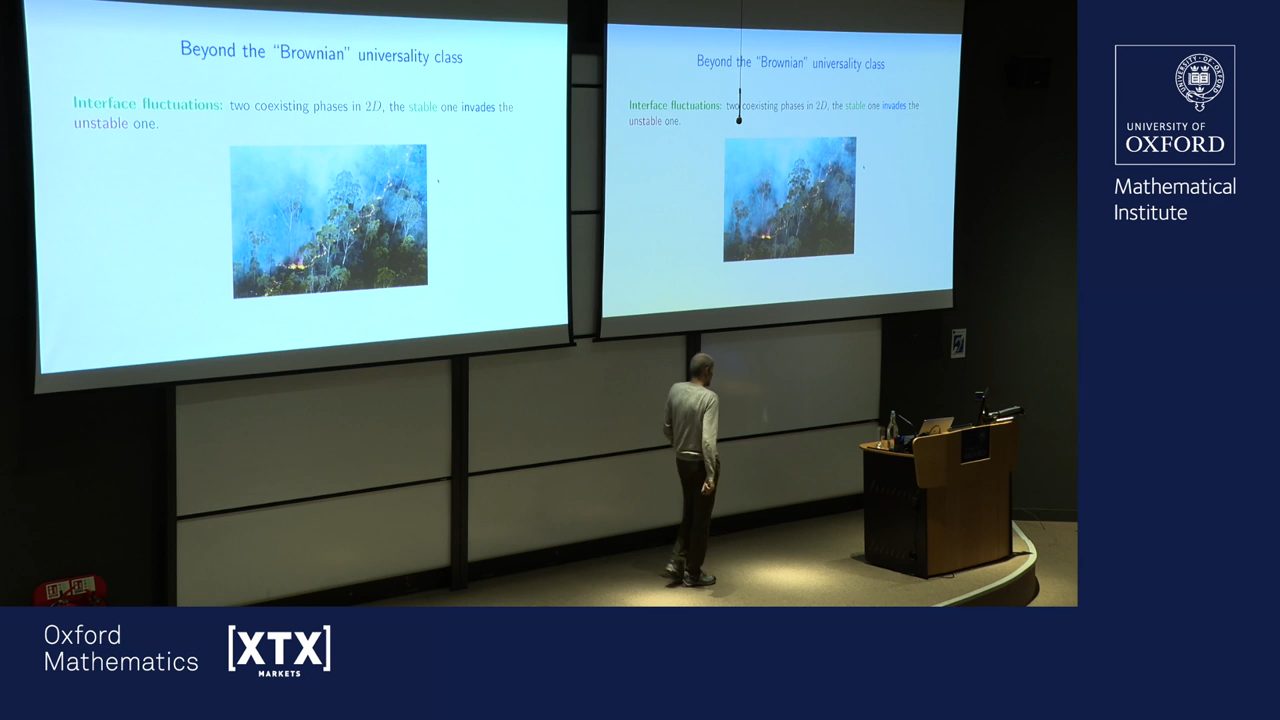 Beyond the "Brownian" universality class
Interface fluctuations: two coexisting phases in 2D, the stable one invades the
unstable one.
Beyond the "Brownian" universality class
Interface fluctuations: two coexisting phases in 2D, the stable one invades the
unstable one.
UNIVERSITY OF
OXFORD
Mathematical
Institute
Oxford
Mathematics
[XTX]
MARKETS